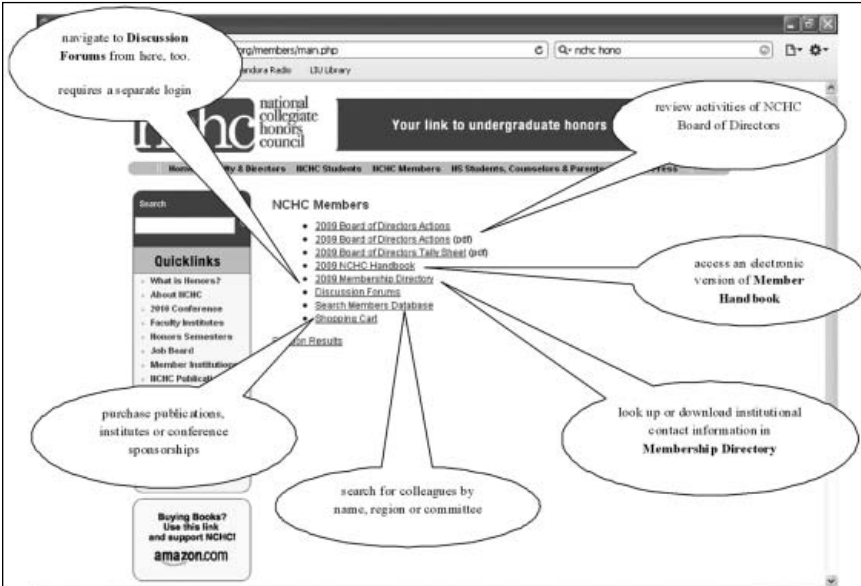 navigate to Discussion
Forums from here, too.
requires a separate login
org/members/main.php
nchc hono
Pandora Radio LIU Library
nchc
national
collegiate
honors
council
Your link to undergraduate honors
review activities of NCHC
Board of Directors
NCHC Students NCHC Members HS Students, Counselors & Parents
Search
NCHC Members
2009 Board of Directors Actions
2009 Board of Directors Actions (pdf)
2009 Board of Directors Tally Sheet (pdf)
2009 NCHC Handbook
2009 Membership Directory
Discussion Forums
Search Members Database
Shopping Cart
Results
Quicklinks
What is Honors?
About NCHC
2010 Conference
Faculty Institutes
Honors Semesters
Job Board
Member Institutions
access an electronic
version of Member
Handbook
purchase publications,
institutes or conference
sponsorships
search for colleagues by
name, region or committee
look up or download institutional
contact information in
Membership Directory
Buying Books?
Use this link
and support NCHC!
amazon.com